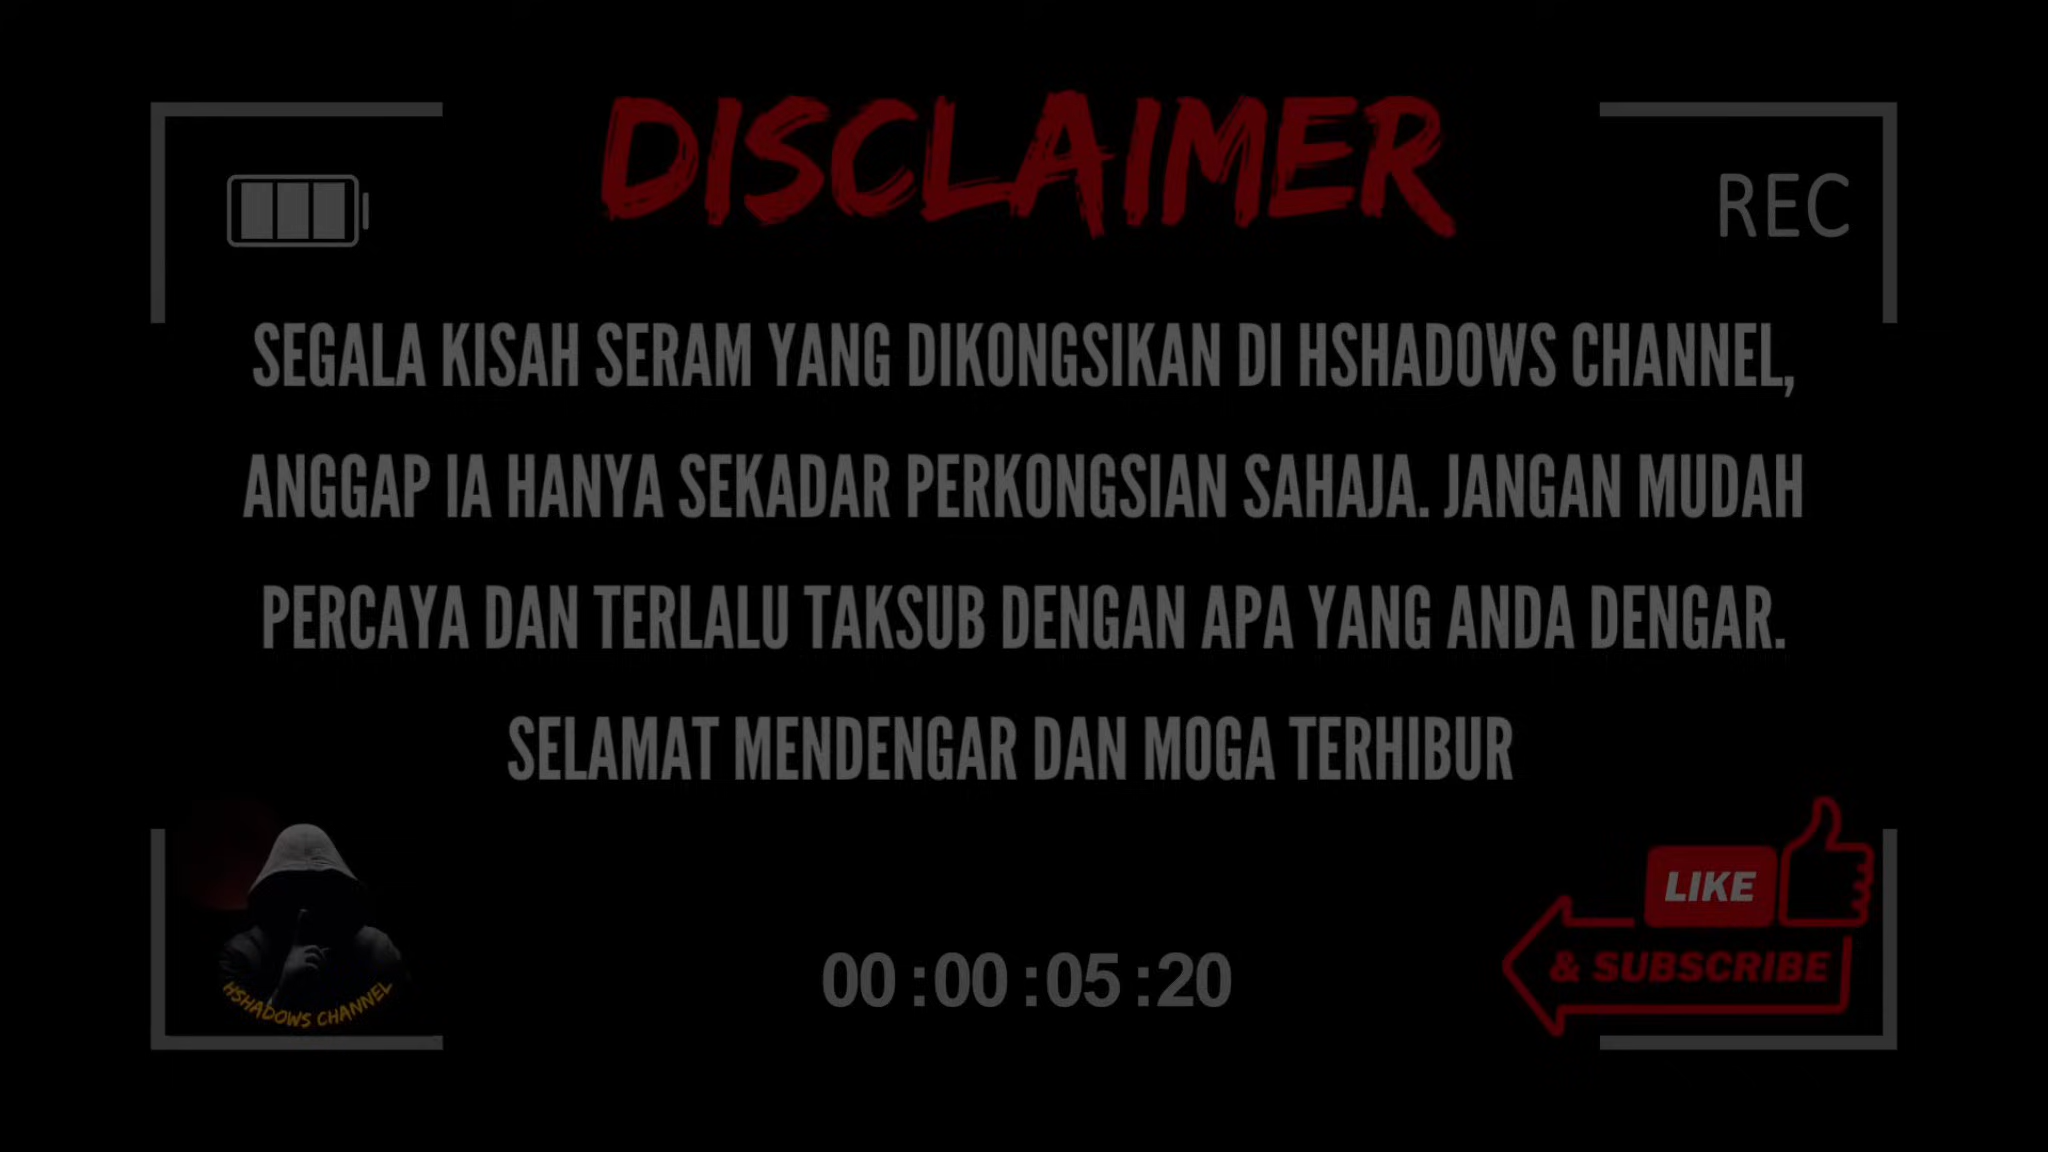 DISCLAIMER
REC
SEGALA KISAH SERAM YANG DIKONGSIKAN DI HSHADOWS CHANNEL,
ANGGAP IA HANYA SEKADAR PERKONGSIAN SAHAJA. JANGAN MUDAH
PERCAYA DAN TERLALU TAKSUB DENGAN APA YANG ANDA DENGAR.
SELAMAT MENDENGAR DAN MOGA TERHIBUR
LIKE
& SUBSCRIBE
HSHADOWS CHANNEL
00:00:05:20